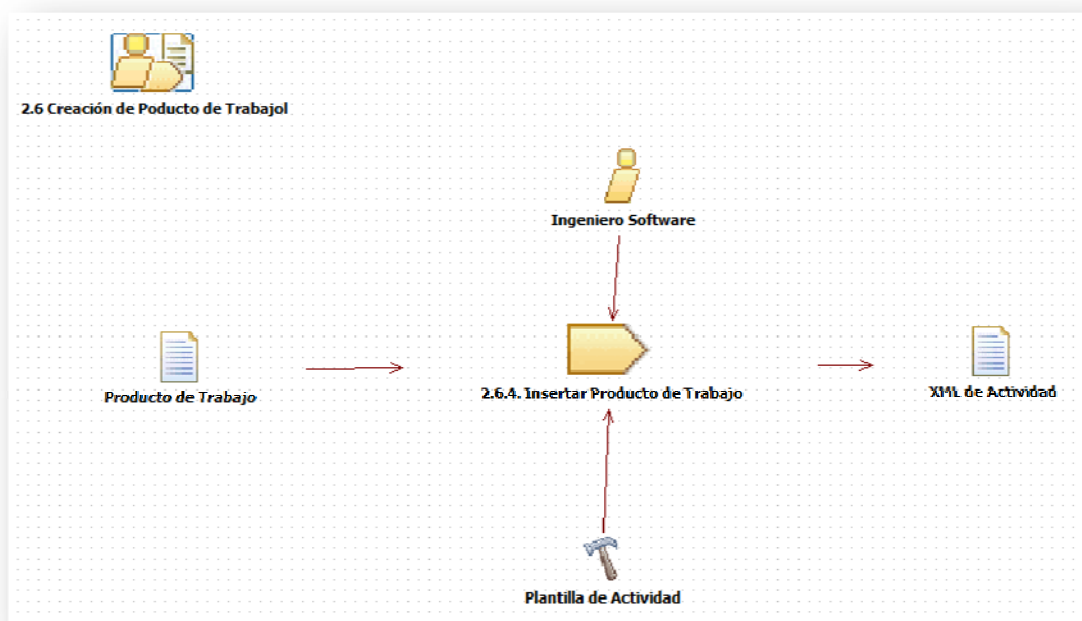 2.6 Creación de Poducto de Trabajol
Ingeniero Software
Producto de Trabajo
2.6.4. Insertar Producto de Trabajo
XML de Actividad
Plantilla de Actividad